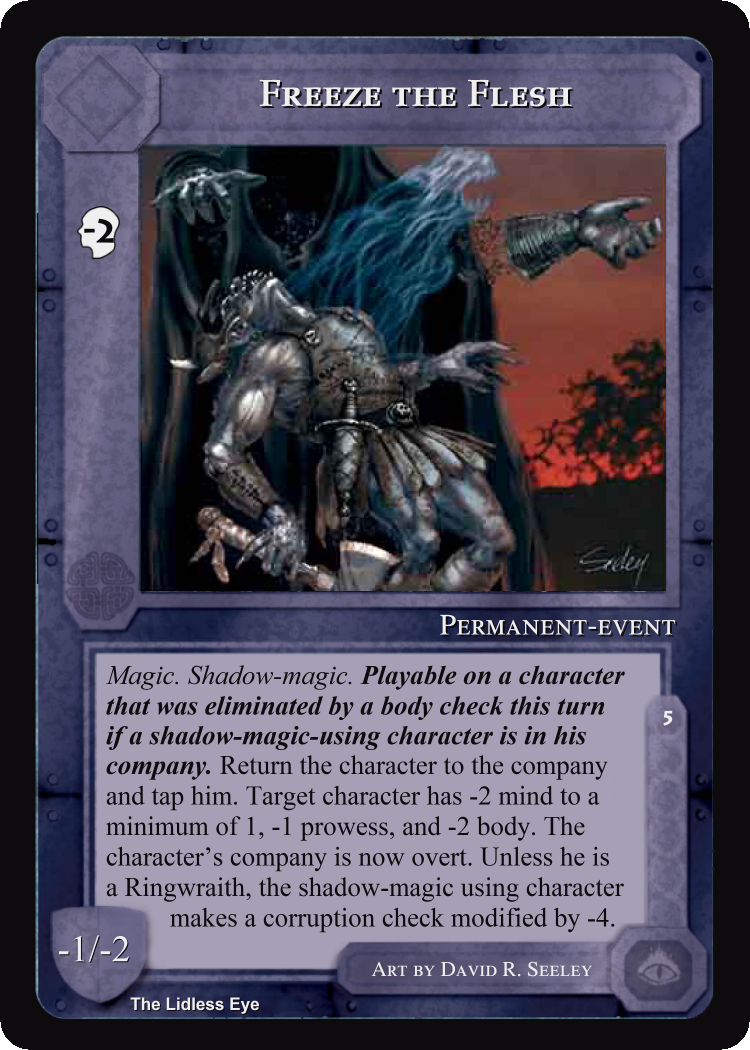 Freeze the Flesh
-2
Seeley
Permanent-event
Magic. Shadow-magic. Playable on a character
that was eliminated by a body check this turn
if a shadow-magic-using character is in his
company. Return the character to the company
and tap him. Target character has -2 mind to a
minimum of 1, -1 prowess, and -2 body. The
character’s company is now overt. Unless he is
a Ringwraith, the shadow-magic using character
makes a corruption check modified by -4.
5
-1/-2
Art by David R. Seeley
The Lidless Eye